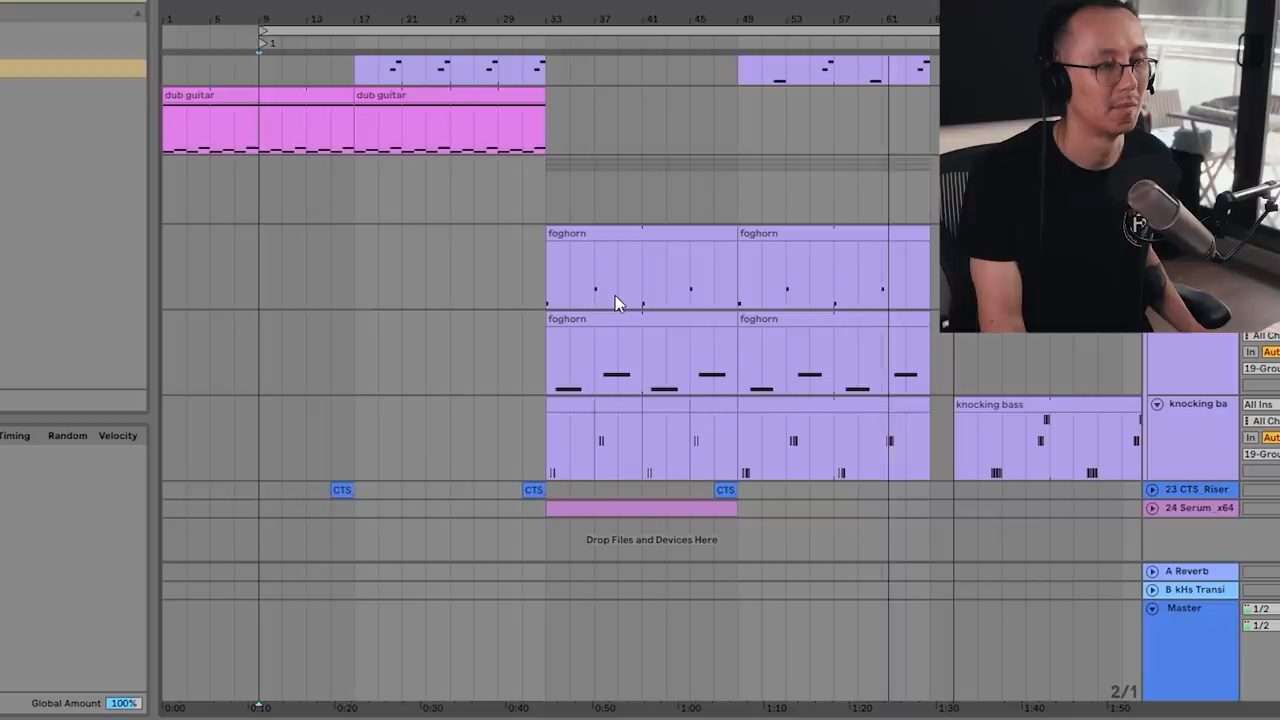 1 5 9 13 17 21 25 29 33 37 41 45 49 53 57 61
1
dub guitar dub guitar
foghorn foghorn
foghorn foghorn
All Ch
In Aut
19-Grou
knocking bass knocking ba All Ins
All Ch
In Aut
19-Grou
Timing Random Velocity
CTS CTS CTS 23 CTS_Riser
24 Serum_x64
Drop Files and Devices Here
A Reverb
B kHs Transi
Master 1/2
1/2
2/1
Global Amount 100%
0:00 0:10 0:20 0:30 0:40 0:50 1:00 1:10 1:20 1:30 1:40 1:50